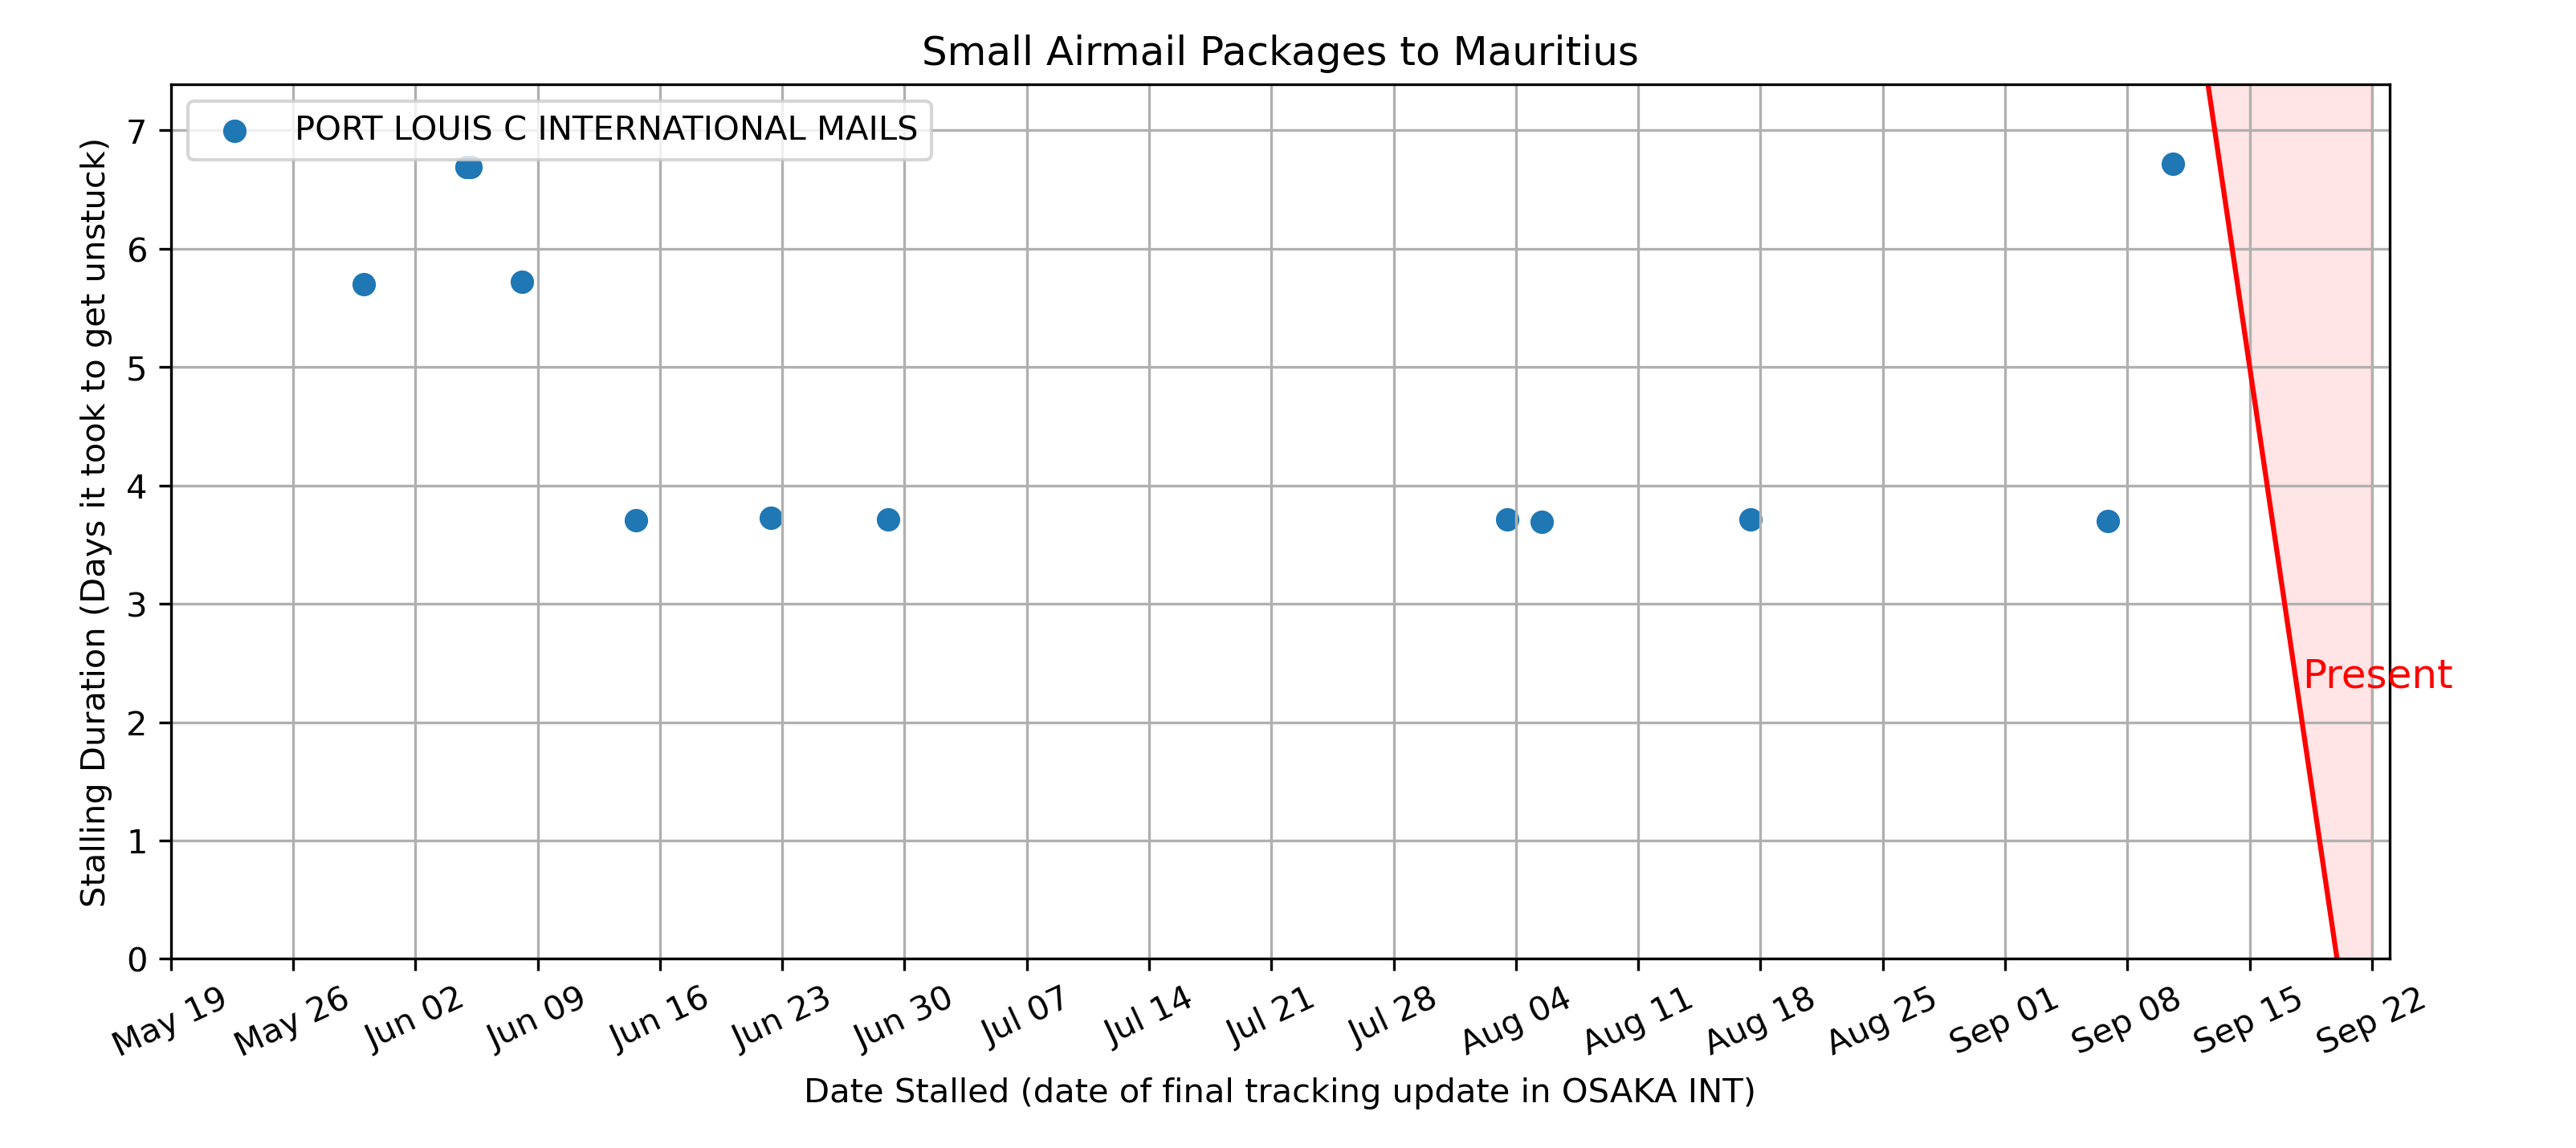 Small Airmail Packages to Mauritius
PORT LOUIS C INTERNATIONAL MAILS
Stalling Duration (Days it took to get unstuck)
7
6
5
4
3
2
1
0
Present
May 19
May 26
Jun 02
Jun 09
Jun 16
Jun 23
Jun 30
Jul 07
Jul 14
Jul 21
Jul 28
Aug 04
Aug 11
Aug 18
Aug 25
Sep 01
Sep 08
Sep 15
Sep 22
Date Stalled (date of final tracking update in OSAKA INT)